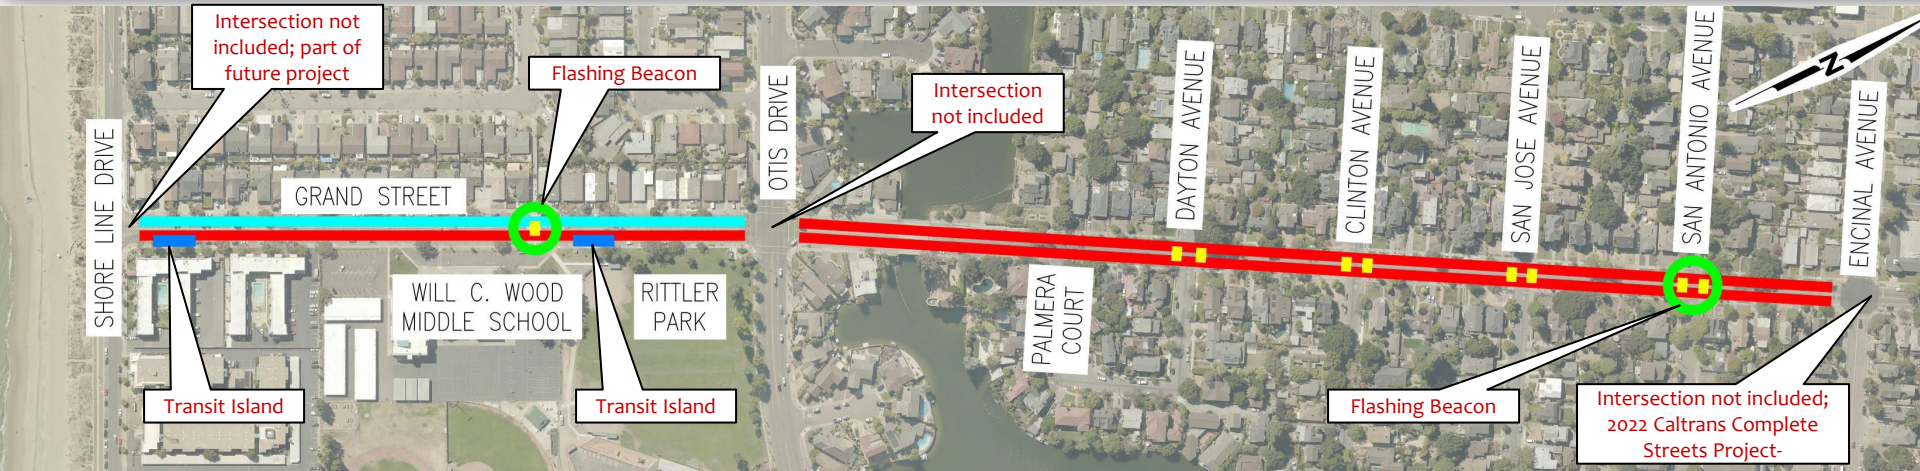 Intersection not
included; part of
future project
Flashing Beacon
Intersection
not included
N
SHORE LINE DRIVE
GRAND STREET
OTIS DRIVE
DAYTON AVENUE
CLINTON AVENUE
SAN JOSE AVENUE
SAN ANTONIO AVENUE
ENCINAL AVENUE
WILL C. WOOD
MIDDLE SCHOOL
RITTLER
PARK
PALMERA
COURT
Transit Island
Transit Island
Flashing Beacon
Intersection not included;
2022 Caltrans Complete
Streets Project-